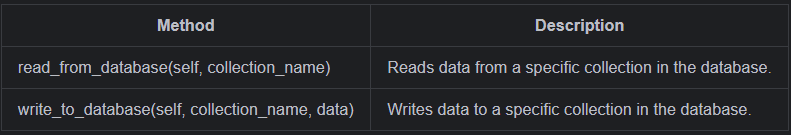 Method Description
read_from_database(self, collection_name) Reads data from a specific collection in the database.
write_to_database(self, collection_name, data) Writes data to a specific collection in the database.